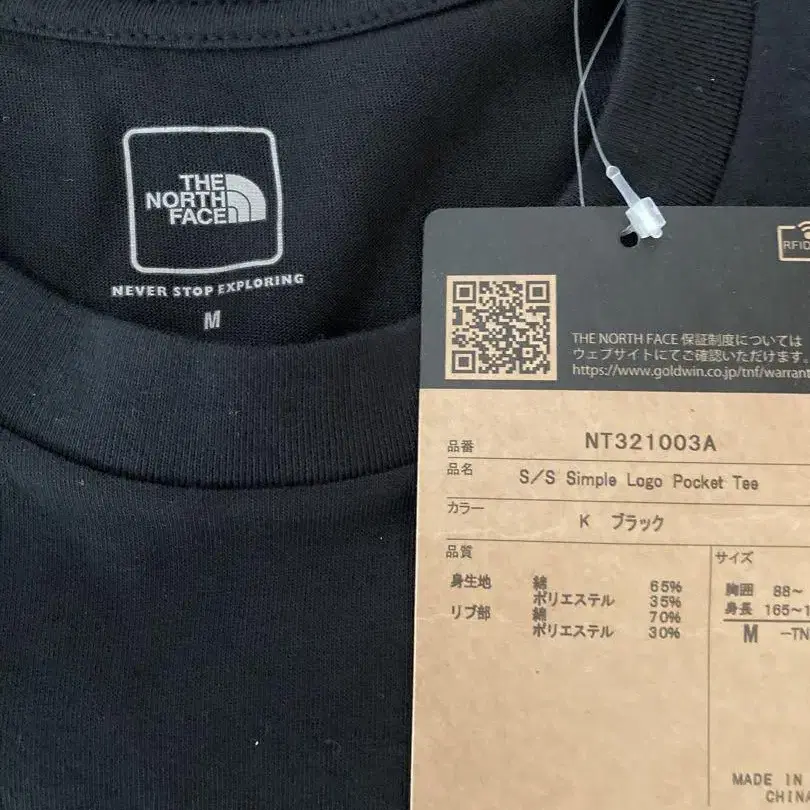 THE
NORTH
FACE
NEVER STOP EXPLORING
M
RFID
THE NORTH FACE 保証制度については
ウェブサイトにてご確認いただけます。
https://www.goldwin.co.jp/tnf/warrant
品番 NT321003A
品名 S/S Simple Logo Pocket Tee
カラー K ブラック
品質
身生地 綿 65%
ポリエステル 35%
リブ部 綿 70%
ポリエステル 30%
サイズ
胸囲 88~
身長 165~1
M -TN
MADE IN
CHINA